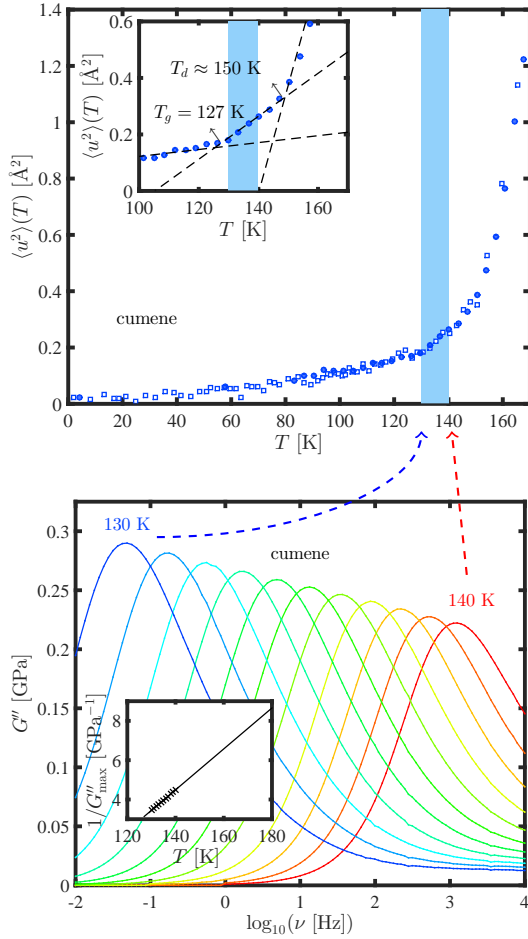 0.6
0.4
0.2
0
⟨u²⟩(T) [Å²]
T_d ≈ 150 K
T_g = 127 K
100 120 140 160
T [K]
1.4
1.2
1
0.8
0.6
0.4
0.2
0
⟨u²⟩(T) [Å²]
cumene
0 20 40 60 80 100 120 140 160
T [K]
0.3
0.25
0.2
0.15
0.1
0.05
0
G″ [GPa]
130 K
cumene
140 K
8
6
4
1/G″max [GPa⁻¹]
120 140 160 180
T [K]
-2 -1 0 1 2 3 4
log₁₀(ν [Hz])